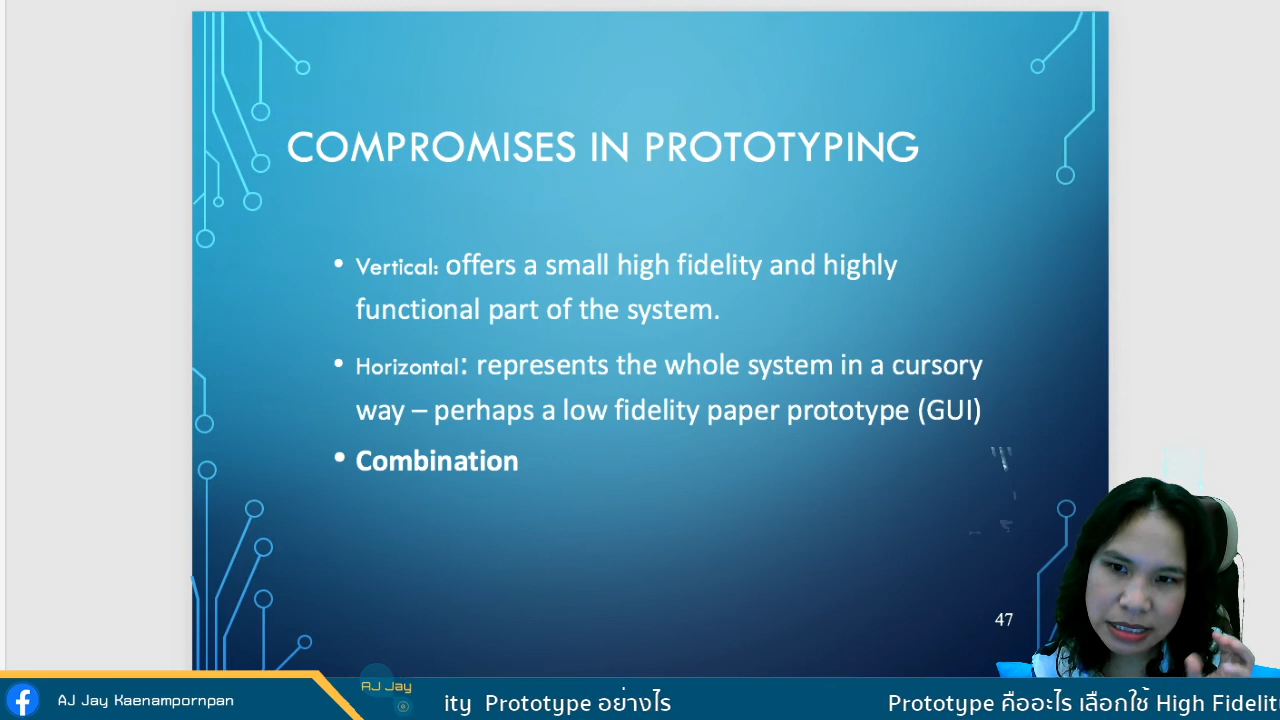 COMPROMISES IN PROTOTYPING
• Vertical: offers a small high fidelity and highly
functional part of the system.
• Horizontal: represents the whole system in a cursory
way – perhaps a low fidelity paper prototype (GUI)
• Combination
47
AJ Jay Kaenampornpan
AJ Jay
ity Prototype อย่างไร
Prototype คืออะไร เลือกใช้ High Fidelit